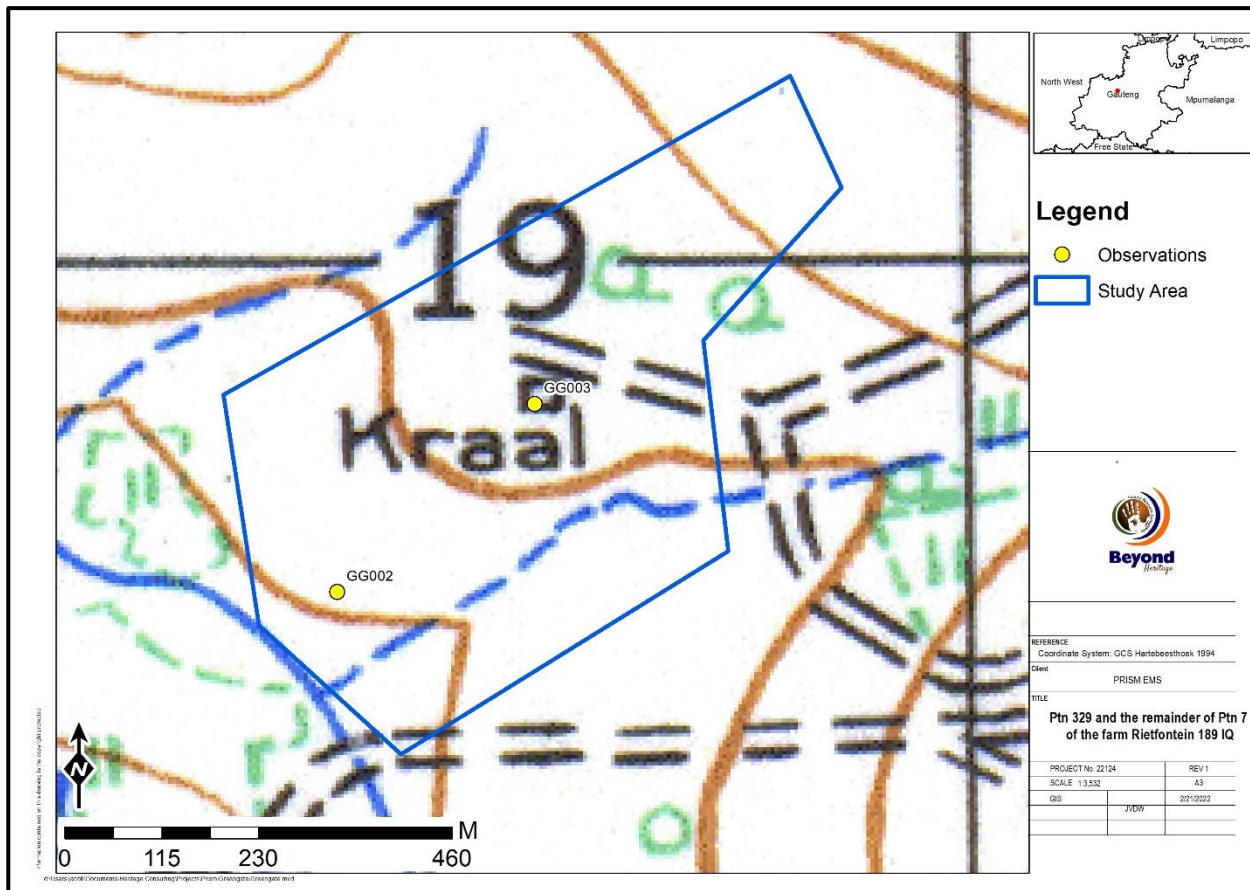 19
GG003
Kraal
GG002
N
M
0 115 230 460
North West
Limpopo
Limpopo
Gauteng
Mpumalanga
Free State
Legend
Observations
Study Area
Beyond
Heritage
REFERENCE
Coordinate System: GCS Hartebeesthoek 1994
Client
PRISM EMS
TITLE
Ptn 329 and the remainder of Ptn 7
of the farm Rietfontein 189 IQ
PROJECT No. 22124 REV 1
SCALE 1:3,532 A3
GIS JVDW 2/21/2022